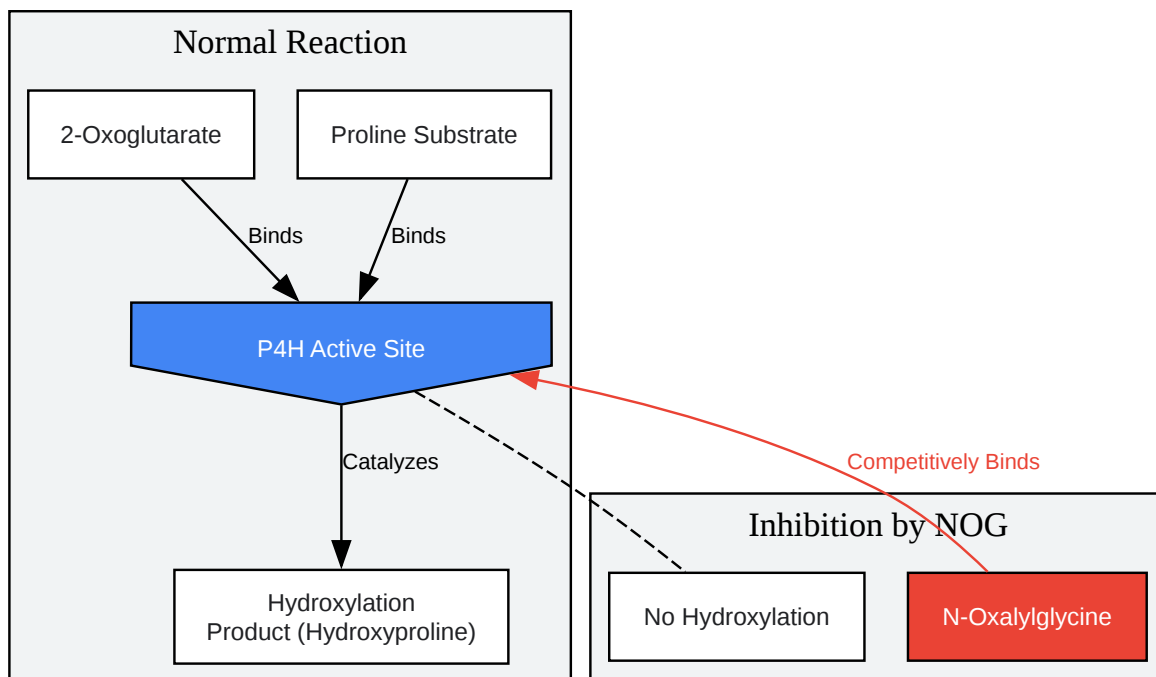 Normal Reaction
2-Oxoglutarate
Proline Substrate
Binds
Binds
P4H Active Site
Catalyzes
Competitively Binds
Inhibition by NOG
Hydroxylation
Product (Hydroxyproline)
No Hydroxylation
N-Oxalylglycine